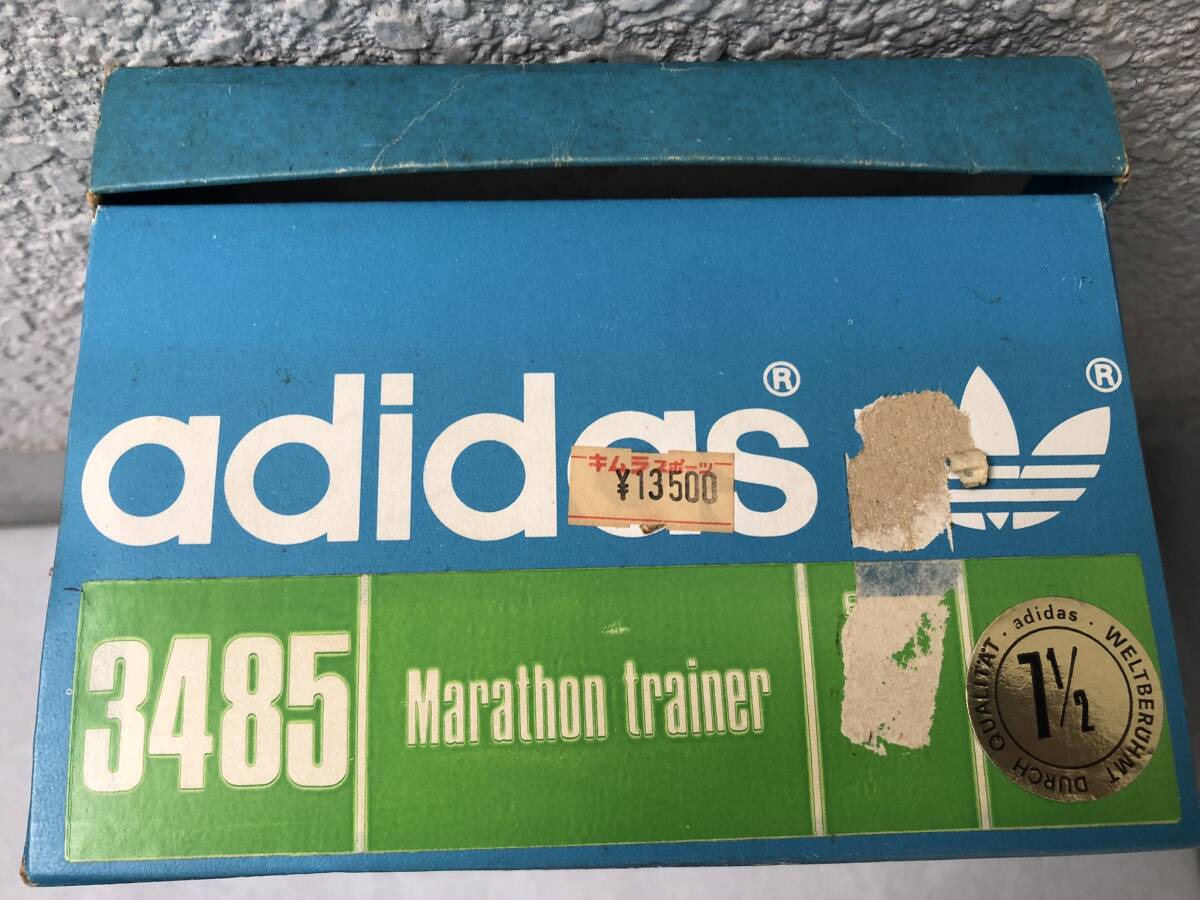 adidas®
®
キムラスポーツ
¥13500
3485
Marathon trainer
adidas · WELTBERÜHMT DURCH QUALITÄT ·
7½